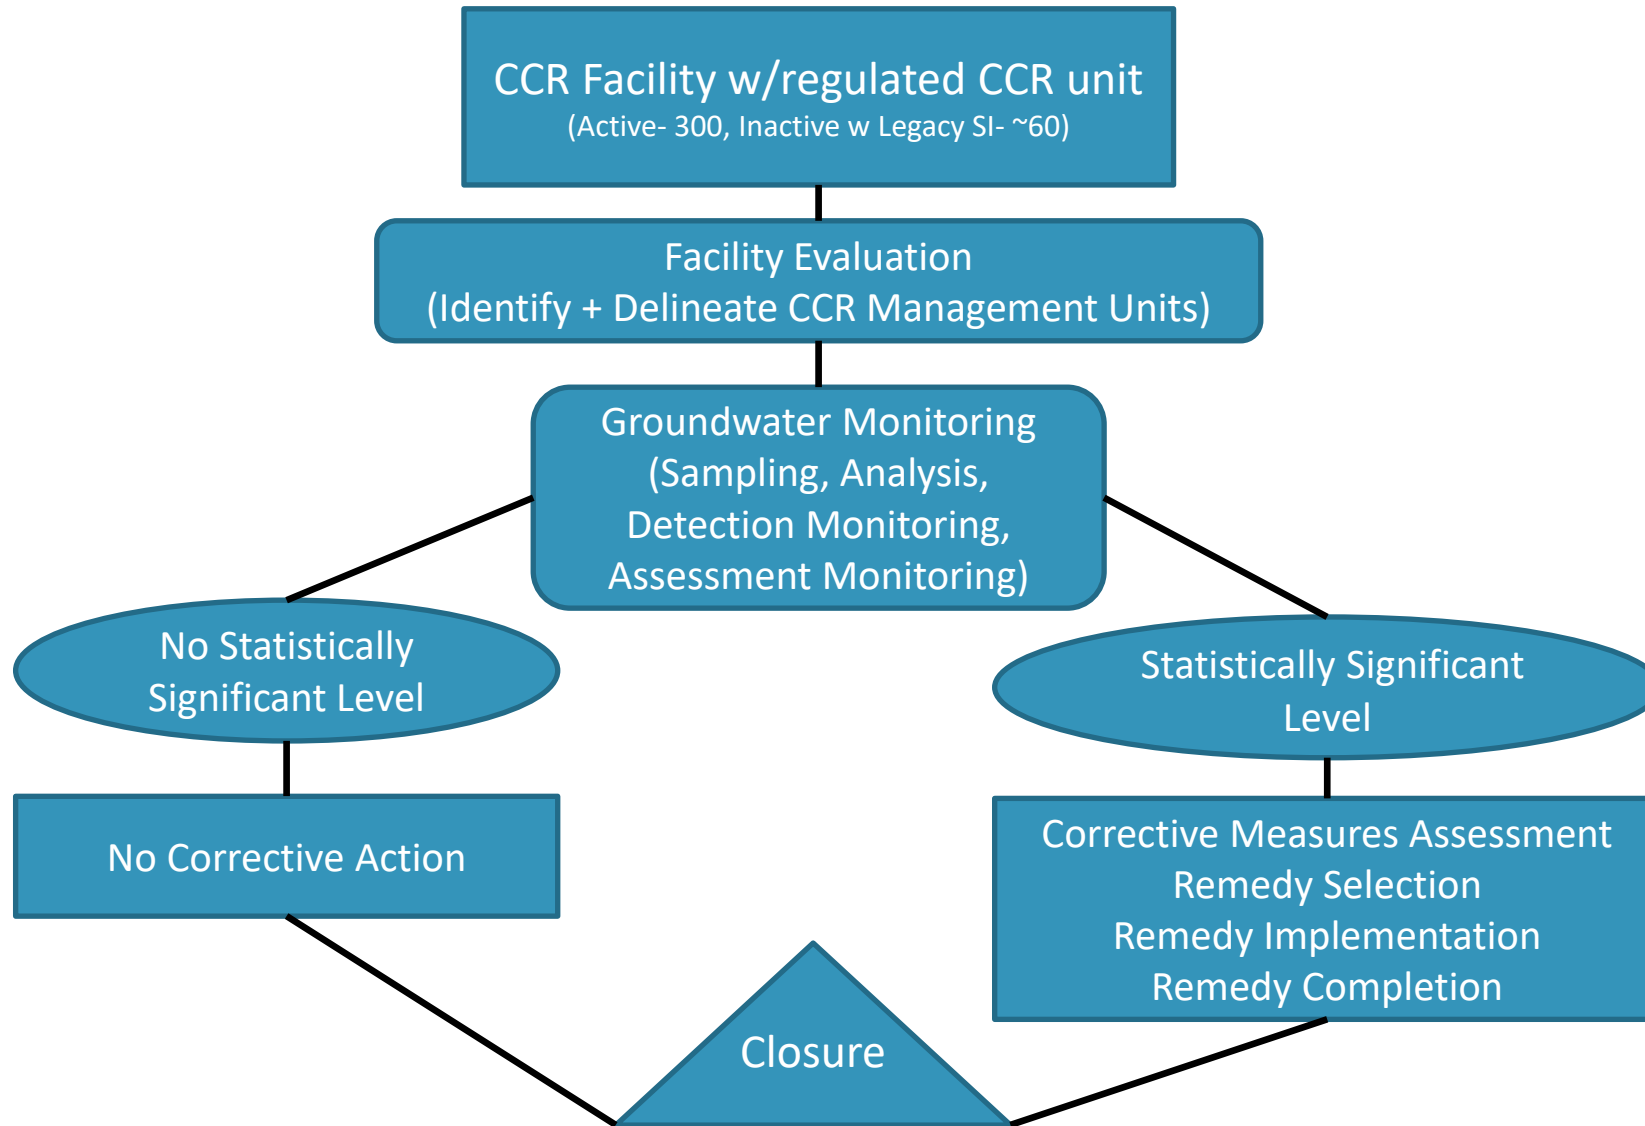 CCR Facility w/regulated CCR unit
(Active- 300, Inactive w Legacy SI- ~60)
Facility Evaluation
(Identify + Delineate CCR Management Units)
Groundwater Monitoring
(Sampling, Analysis,
Detection Monitoring,
Assessment Monitoring)
No Statistically
Significant Level
Statistically Significant
Level
No Corrective Action
Corrective Measures Assessment
Remedy Selection
Remedy Implementation
Remedy Completion
Closure